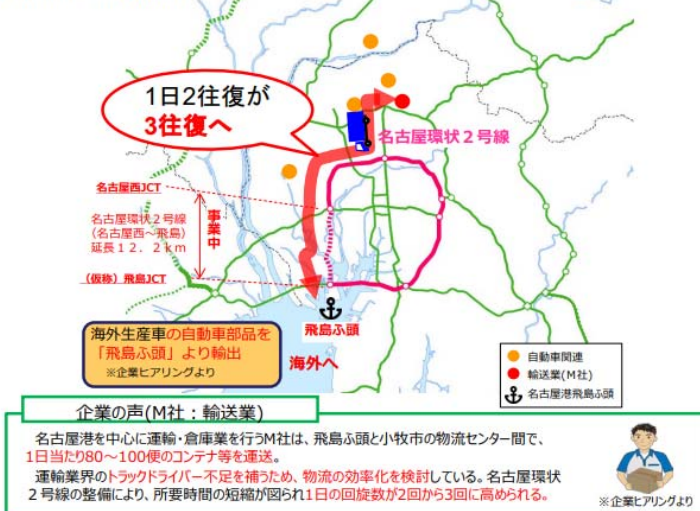 1日2往復が
3往復へ
名古屋環状２号線
名古屋西JCT
名古屋環状２号線
（名古屋西～飛島）
延長１２．２ｋｍ
事業中
（仮称）飛島JCT
飛島ふ頭
海外へ
海外生産車の自動車部品を
「飛島ふ頭」より輸出
※企業ヒアリングより
自動車関連
輸送業(M社)
名古屋港飛島ふ頭
企業の声(M社：輸送業)
名古屋港を中心に運輸・倉庫業を行うM社は、飛島ふ頭と小牧市の物流センター間で、
1日当たり80～100便のコンテナ等を運送。
運輸業界のトラックドライバー不足を補うため、物流の効率化を検討している。名古屋環状
２号線の整備により、所要時間の短縮が図られ1日の回旋数が2回から3回に高められる。
※企業ヒアリングより